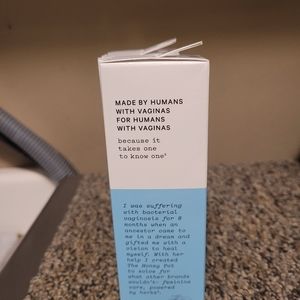 MADE BY HUMANS
WITH VAGINAS
FOR HUMANS
WITH VAGINAS
because it
takes one
to know one¹
I was suffering
with bacterial
vaginosis for 8
months when an
ancestor came to
me in a dream and
gifted me with a
vision to heal
myself. With her
help I created
The Honey Pot
to solve for
what other brands
wouldn't: feminine
care, powered
by herbs¹.